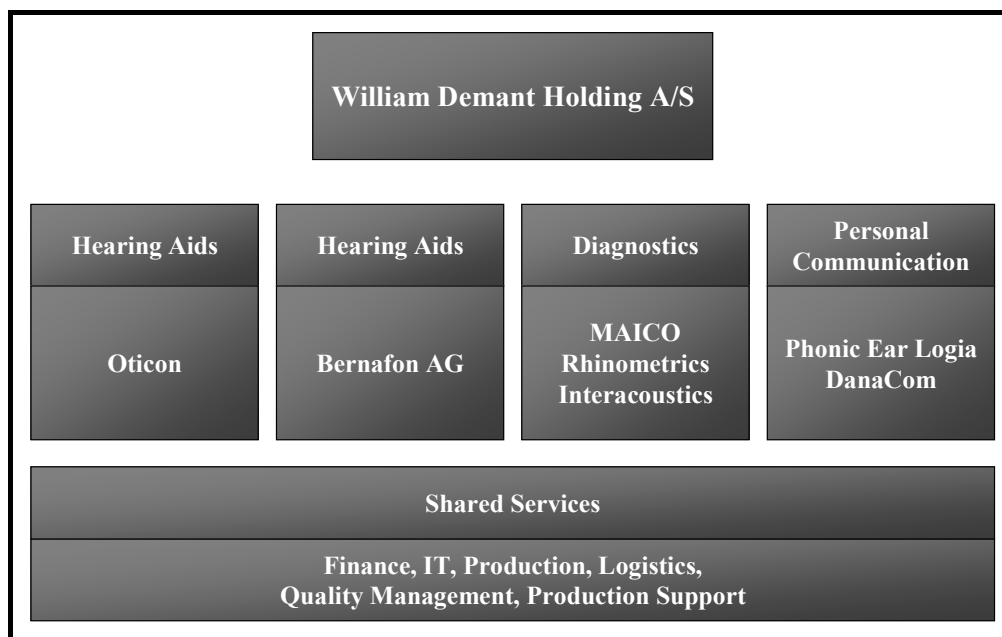 William Demant Holding A/S
Hearing Aids
Oticon
Hearing Aids
Bernafon AG
Diagnostics
MAICO
Rhinometrics
Interacoustics
Personal
Communication
Phonic Ear Logia
DanaCom
Shared Services
Finance, IT, Production, Logistics,
Quality Management, Production Support